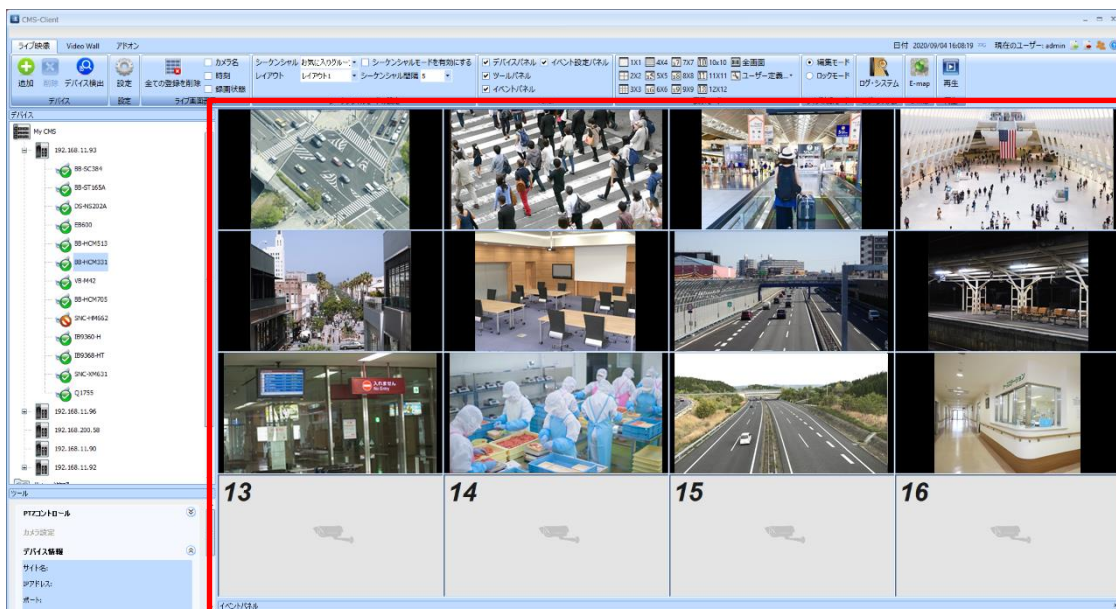 CMS-Client
ライブ映像 Video Wall アドオン
日付 2020/09/04 16:08:19 現在のユーザー: admin
追加 削除 デバイス検出 設定 全ての登録を削除
カメラ名
時刻
録画状態
シーケンシャル お気に入りグループ
シーケンシャルモードを有効にする
レイアウト レイアウト1 シーケンシャル間隔 5
デバイスパネル イベント設定パネル
ツールパネル
イベントパネル
1X1 4X4 7X7 10x10 全画面
2X2 5X5 8X8 11X11 ユーザー定義..
3X3 6X6 9X9 12X12
編集モード
ロックモード
ログ・システム E-map 再生
デバイス 設定
デバイス
My CMS
192.168.11.93
BB-SC384
BB-ST165A
DS-NS202A
EB600
BB-HCM513
BB-HCM331
VB-M42
BB-HCM705
SNC-HM662
IB9360-H
IB9368-HT
SNC-XM631
Q1755
192.168.11.96
192.168.200.58
192.168.11.90
192.168.11.92
入れません
No Entry
13 14 15 16
ツール
PTZコントロール
カメラ設定
デバイス情報
サイト名:
IPアドレス:
ポート:
イベントパネル